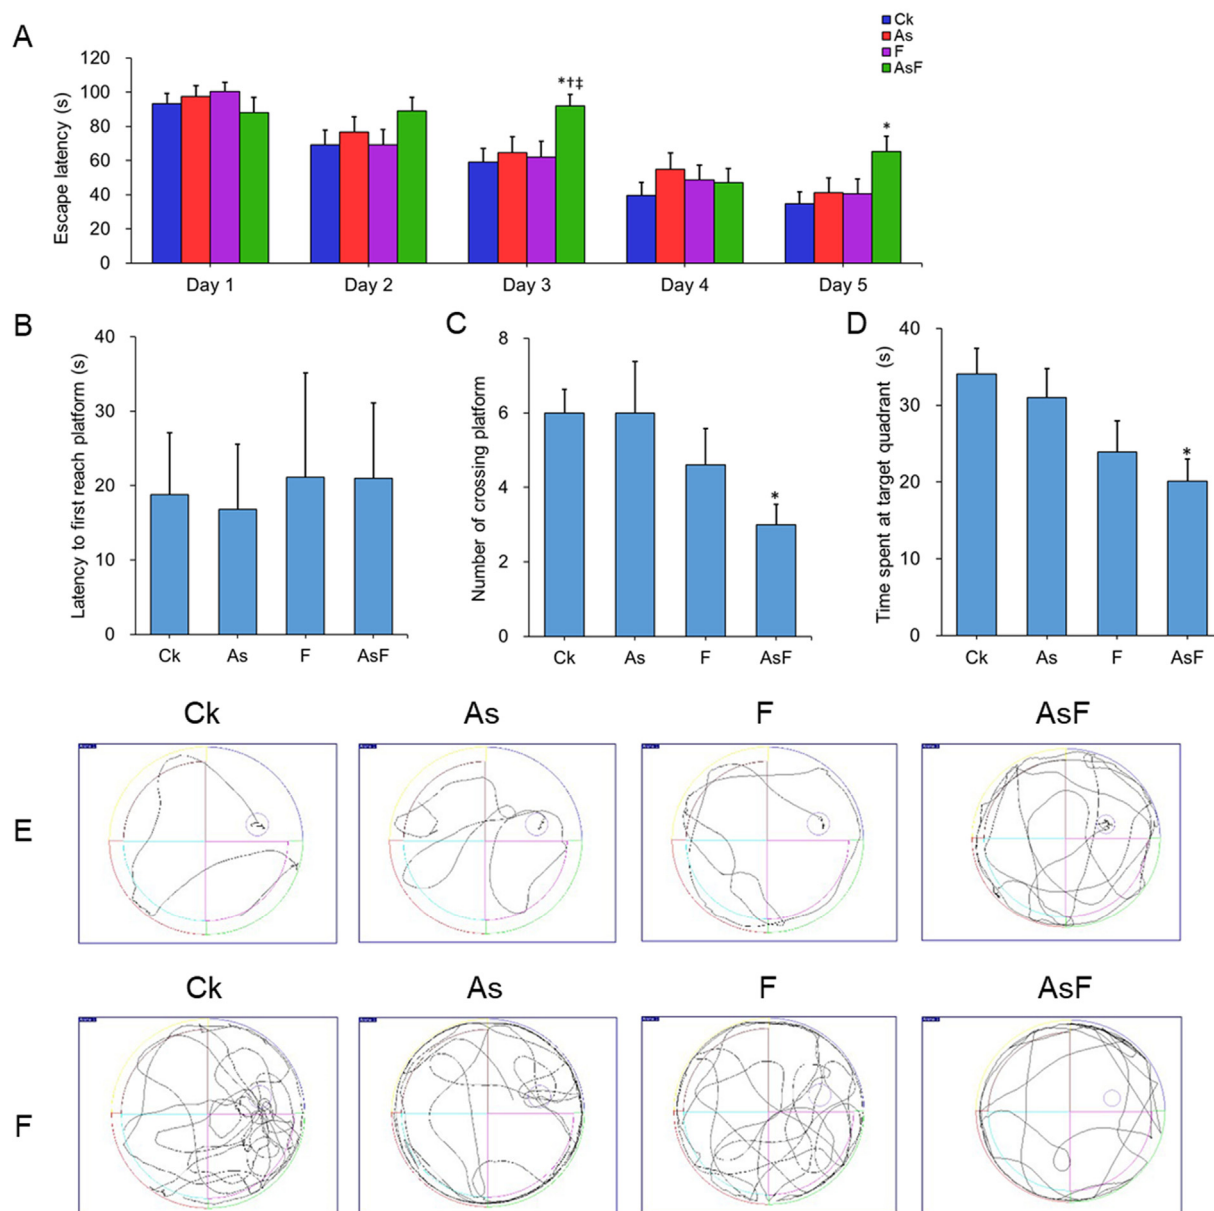 A
Ck
As
F
AsF
Escape latency (s)
120
100
80
60
40
20
0
*†‡
*
Day 1 Day 2 Day 3 Day 4 Day 5
B
Latency to first reach platform (s)
40
30
20
10
0
Ck As F AsF
C
Number of crossing platform
8
6
4
2
0
*
Ck As F AsF
D
Time spent at target quadrant (s)
40
30
20
10
0
*
Ck As F AsF
Ck As F AsF
E
Ck As F AsF
F